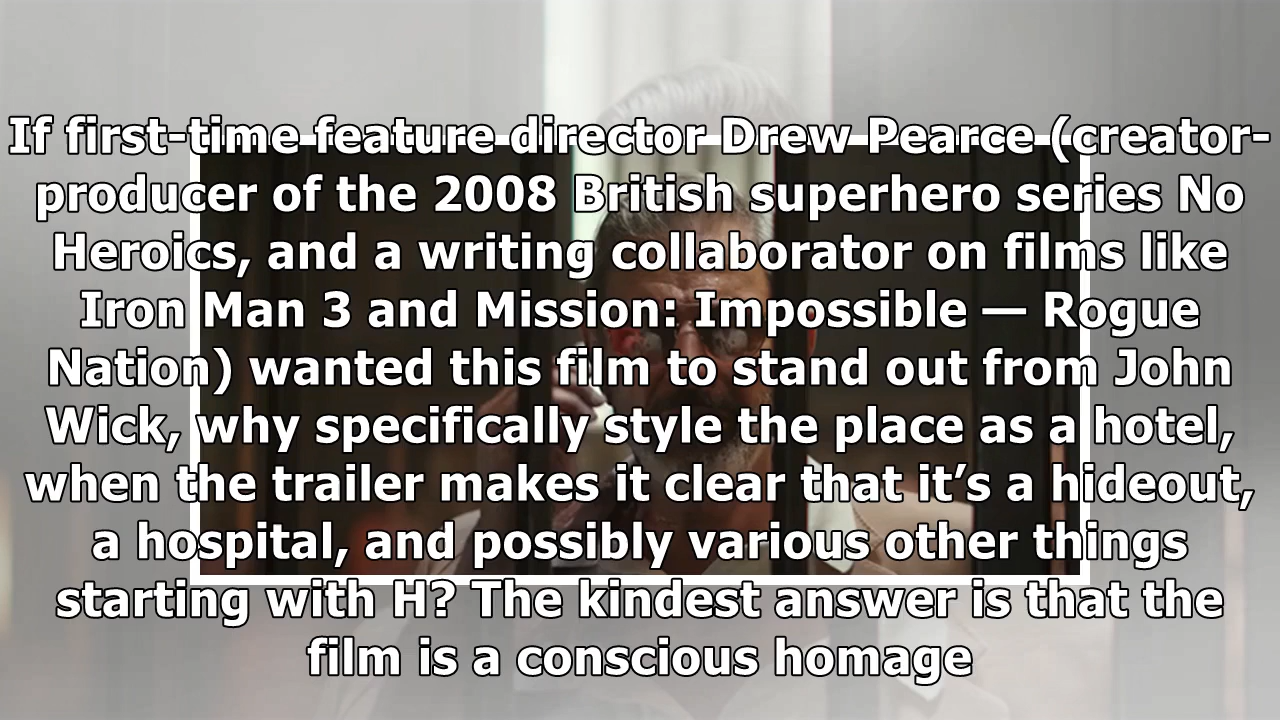 If first-time feature director Drew Pearce (creator-
producer of the 2008 British superhero series No
Heroics, and a writing collaborator on films like
Iron Man 3 and Mission: Impossible — Rogue
Nation) wanted this film to stand out from John
Wick, why specifically style the place as a hotel,
when the trailer makes it clear that it’s a hideout,
a hospital, and possibly various other things
starting with H? The kindest answer is that the
film is a conscious homage